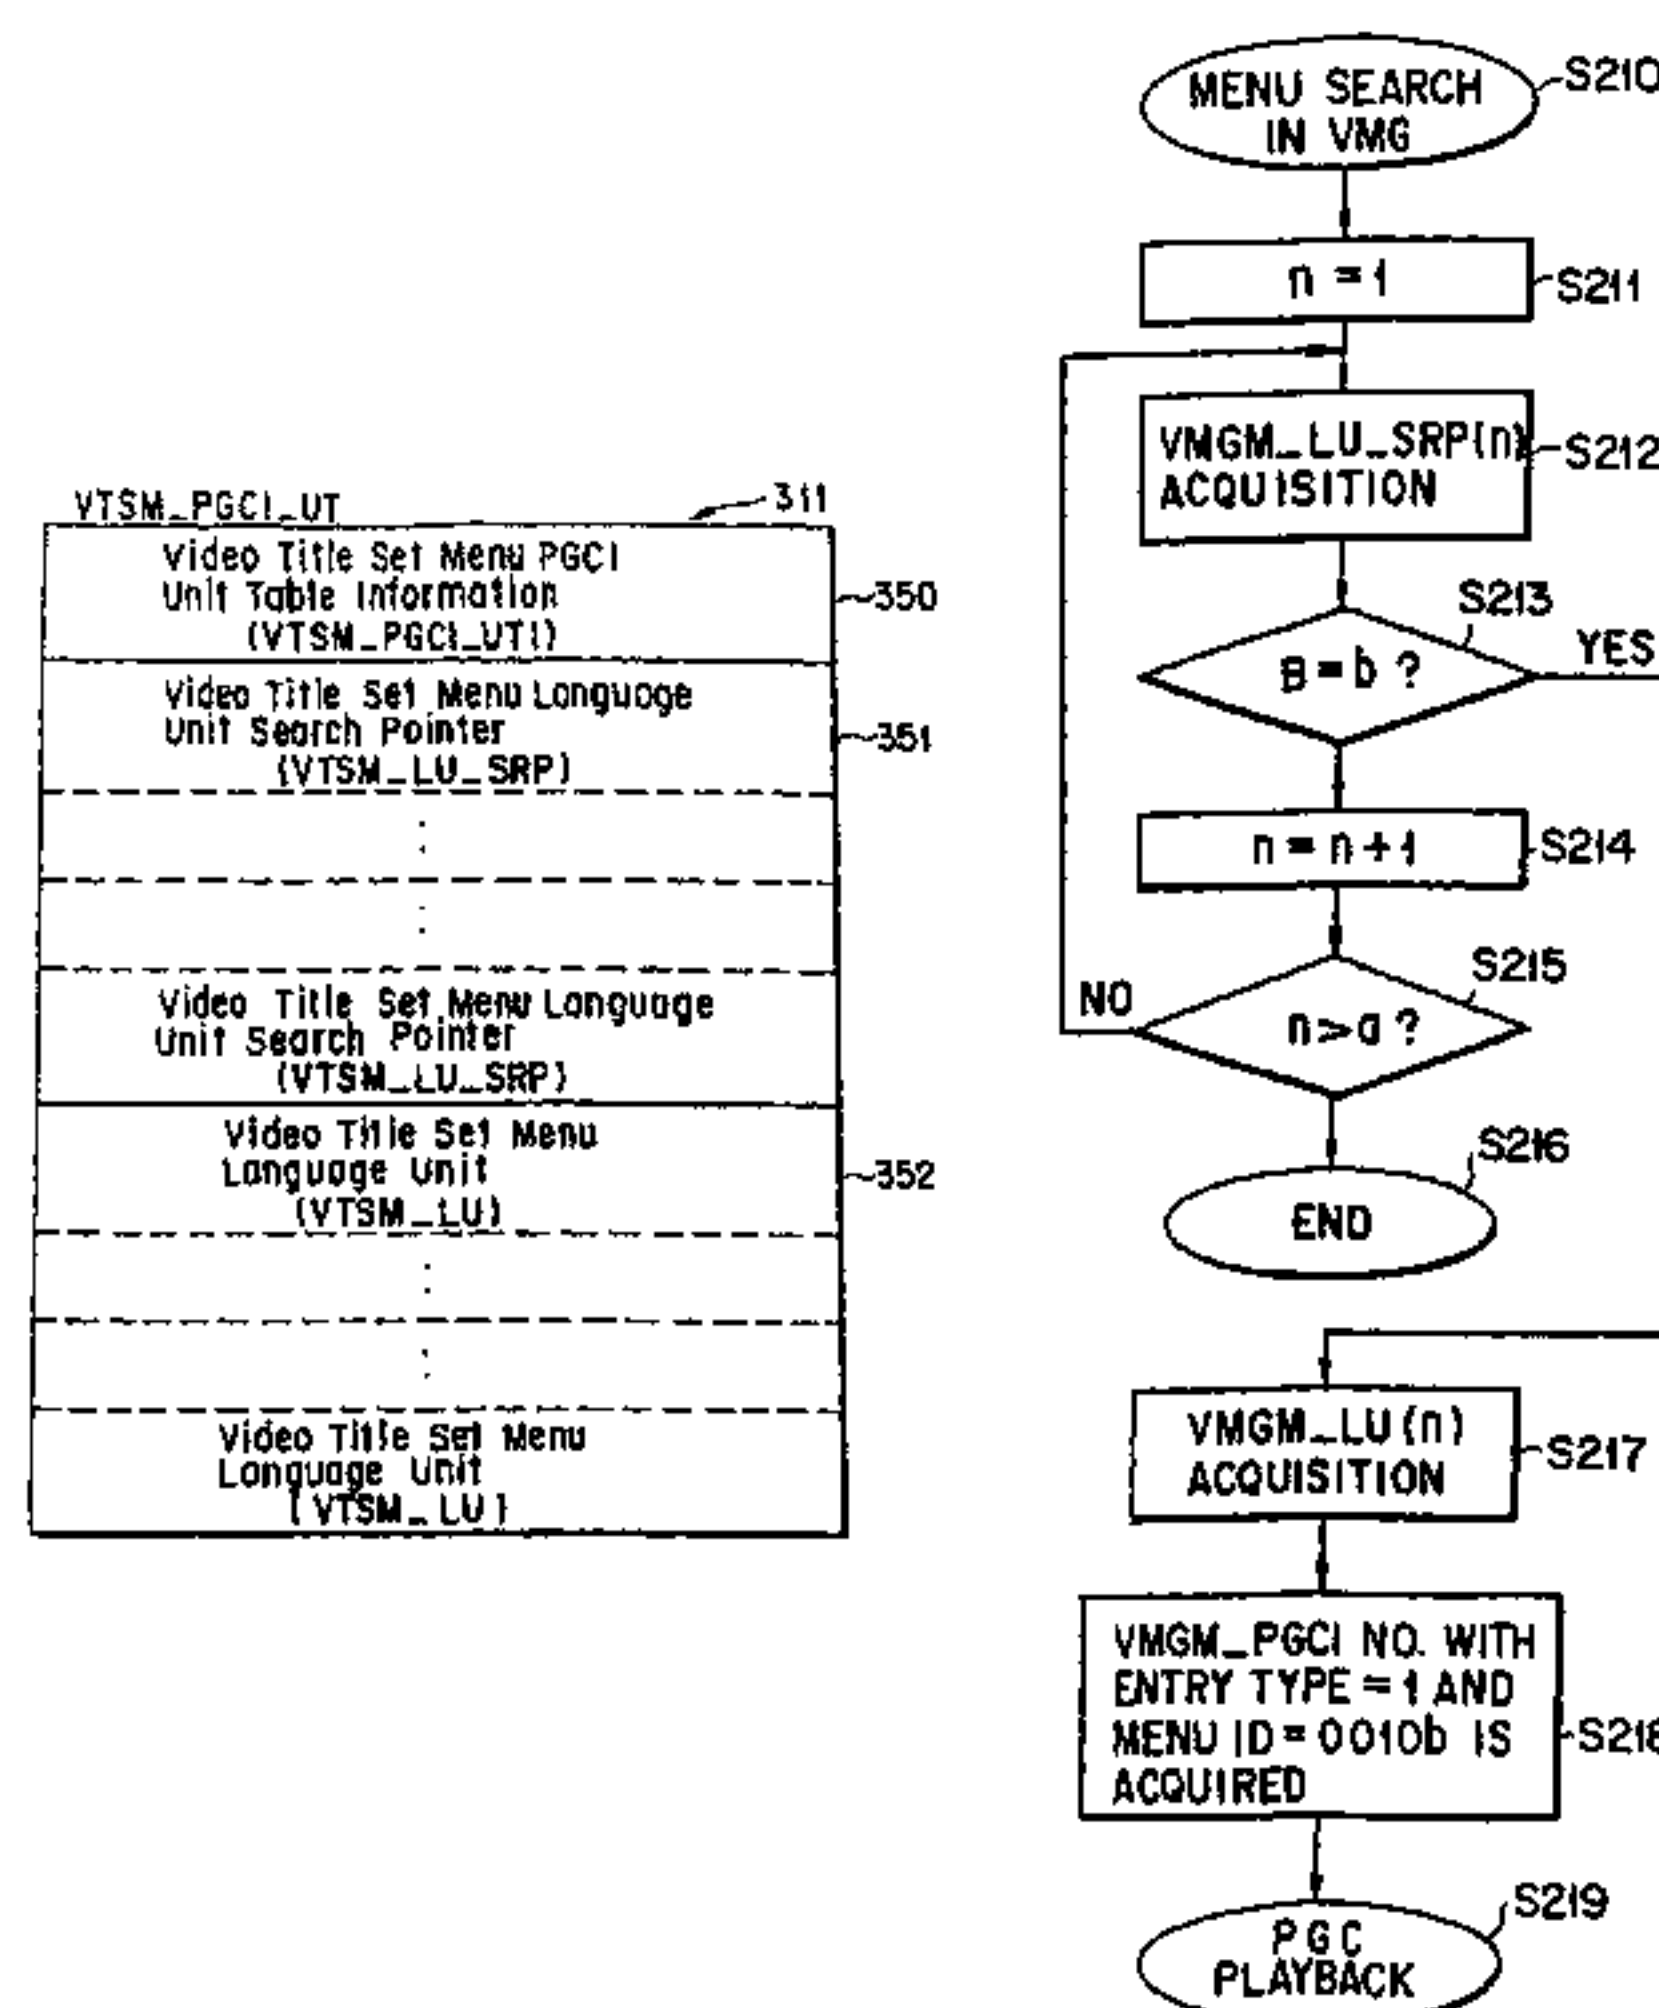 VTSM_PGCI_UT
311
Video Title Set Menu PGCI
Unit Table Information
(VTSM_PGCI_UTI)
350
Video Title Set Menu Language
Unit Search Pointer
(VTSM_LU_SRP)
351
Video Title Set Menu Language
Unit Search Pointer
(VTSM_LU_SRP)
Video Title Set Menu
Language Unit
(VTSM_LU)
352
Video Title Set Menu
Language Unit
(VTSM_LU)
MENU SEARCH
IN VMG
S210
n = 1
S211
VMGM_LU_SRP(n)
ACQUISITION
S212
S213
B = b ?
YES
n = n + 1
S214
S215
NO
n > a ?
S216
END
VMGM_LU (n)
ACQUISITION
S217
VMGM_PGCI NO. WITH
ENTRY TYPE = 1 AND
MENU ID = 0010b IS
ACQUIRED
S218
S219
PGC
PLAYBACK